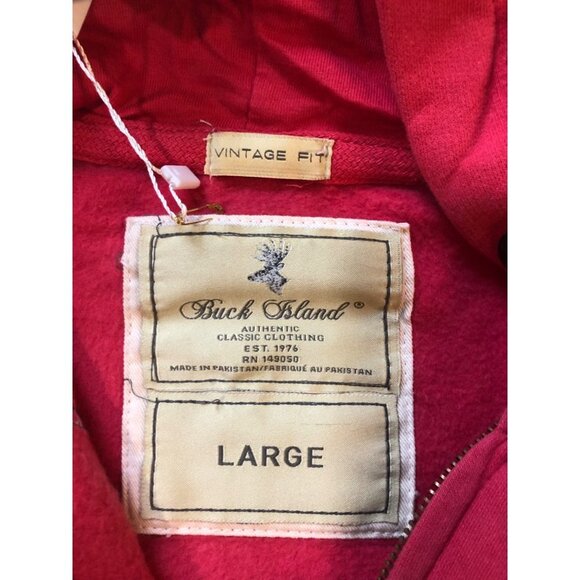 VINTAGE FIT
Buck Island ®
AUTHENTIC
CLASSIC CLOTHING
EST. 1976
RN 149050
MADE IN PAKISTAN/FABRIQUÉ AU PAKISTAN
LARGE